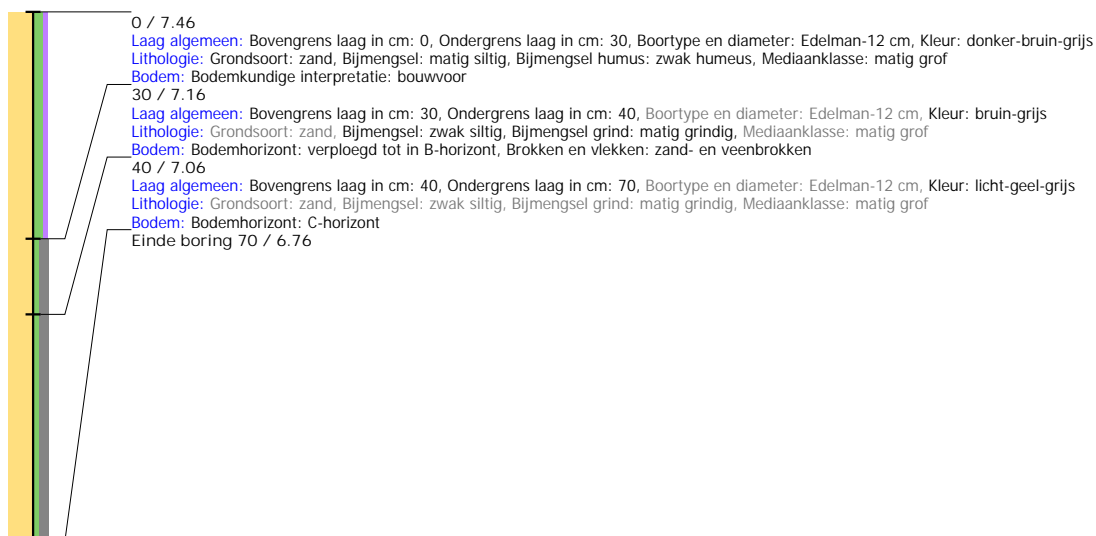 0 / 7.46
Laag algemeen: Bovengrens laag in cm: 0, Ondergrens laag in cm: 30, Boortype en diameter: Edelman-12 cm, Kleur: donker-bruin-grijs
Lithologie: Grondsoort: zand, Bijmengsel: matig siltig, Bijmengsel humus: zwak humeus, Mediaanklasse: matig grof
Bodem: Bodemkundige interpretatie: bouwvoor
30 / 7.16
Laag algemeen: Bovengrens laag in cm: 30, Ondergrens laag in cm: 40, Boortype en diameter: Edelman-12 cm, Kleur: bruin-grijs
Lithologie: Grondsoort: zand, Bijmengsel: zwak siltig, Bijmengsel grind: matig grindig, Mediaanklasse: matig grof
Bodem: Bodemhorizont: verploegd tot in B-horizont, Brokken en vlekken: zand- en veenbrokken
40 / 7.06
Laag algemeen: Bovengrens laag in cm: 40, Ondergrens laag in cm: 70, Boortype en diameter: Edelman-12 cm, Kleur: licht-geel-grijs
Lithologie: Grondsoort: zand, Bijmengsel: zwak siltig, Bijmengsel grind: matig grindig, Mediaanklasse: matig grof
Bodem: Bodemhorizont: C-horizont
Einde boring 70 / 6.76